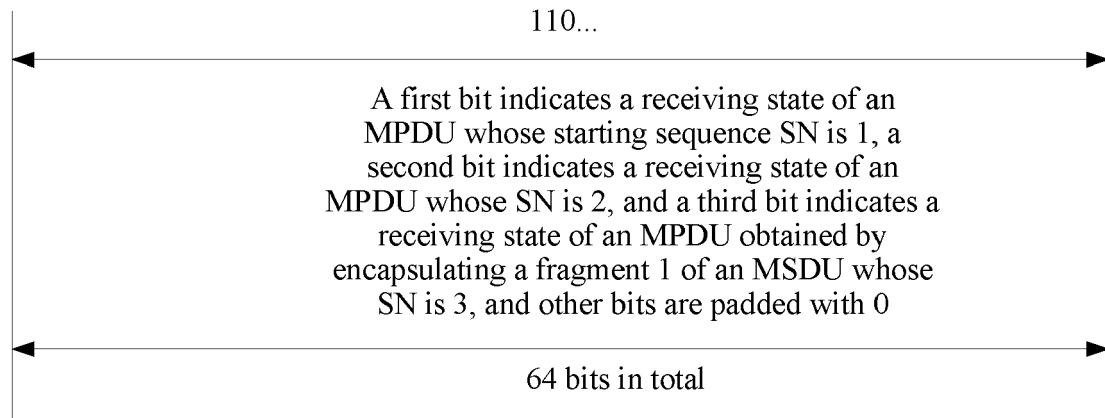 110...
A first bit indicates a receiving state of an
MPDU whose starting sequence SN is 1, a
second bit indicates a receiving state of an
MPDU whose SN is 2, and a third bit indicates a
receiving state of an MPDU obtained by
encapsulating a fragment 1 of an MSDU whose
SN is 3, and other bits are padded with 0
64 bits in total